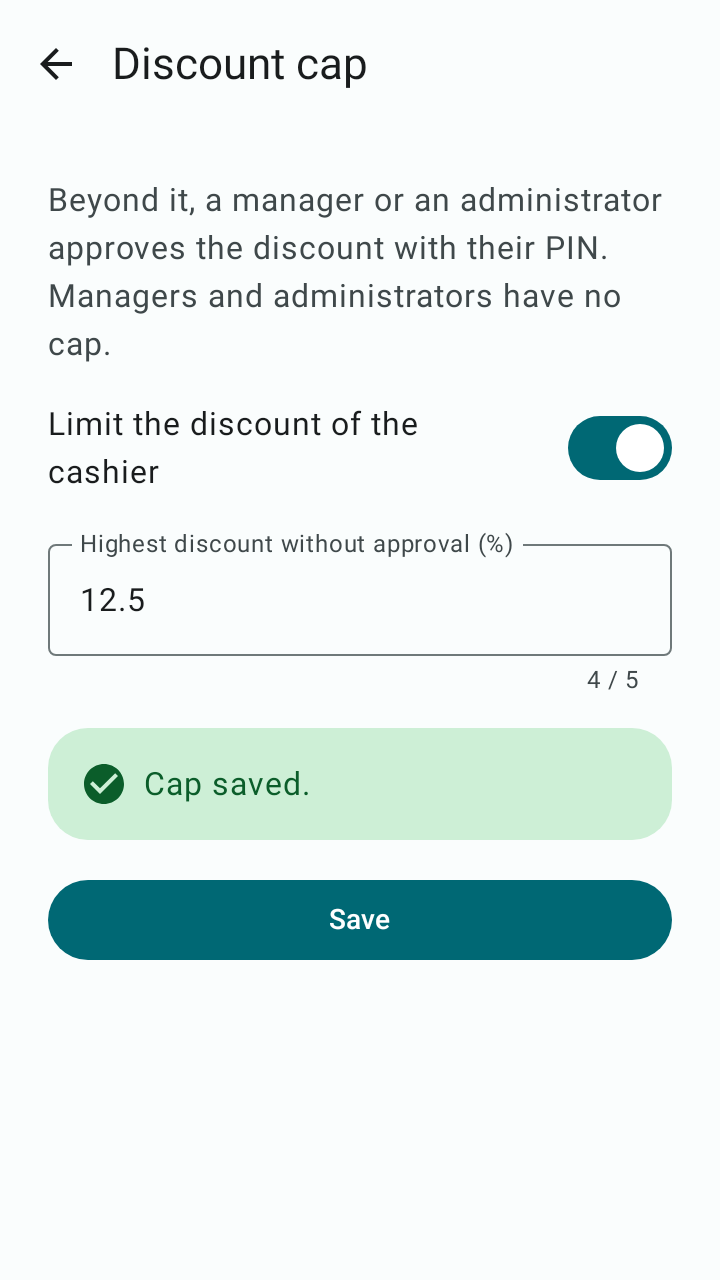 Discount cap
Beyond it, a manager or an administrator
approves the discount with their PIN.
Managers and administrators have no
cap.
Limit the discount of the
cashier
Highest discount without approval (%)
12.5
4 / 5
Cap saved.
Save